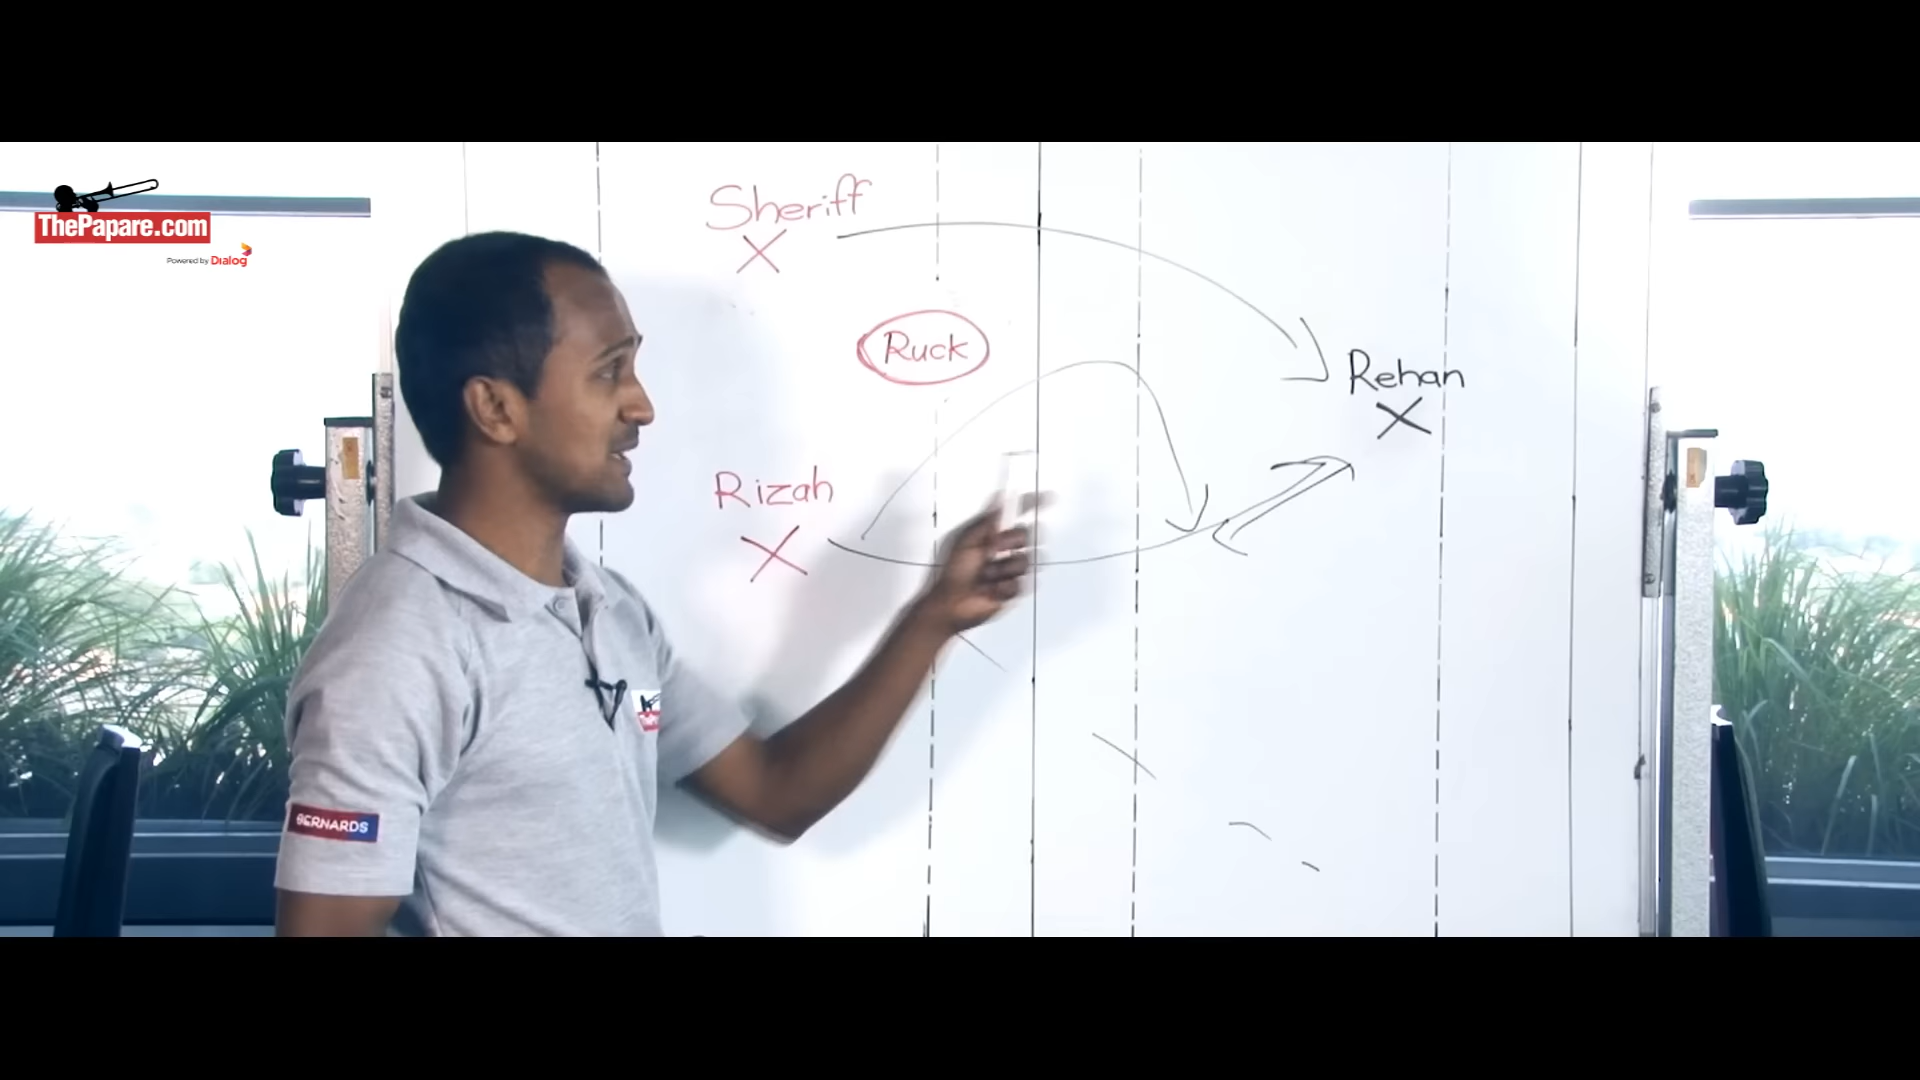 ThePapare.com
Powered by Dialog
Sheriff
Ruck
Rehan
Rizah
BERNARDS